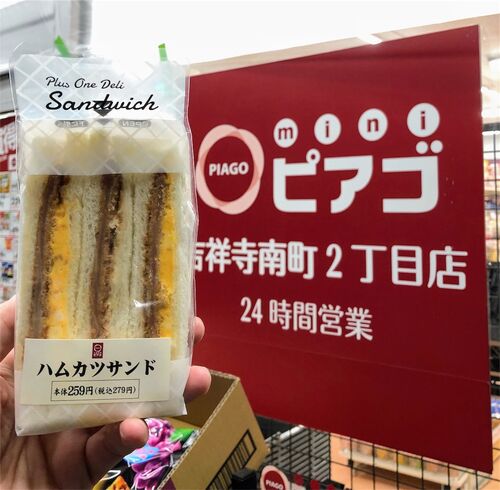 Plus One Deli
Sandwich
ハムカツサンド
本体259円(税込279円)
mini
PIAGO
ピアゴ
吉祥寺南町2丁目店
24時間営業